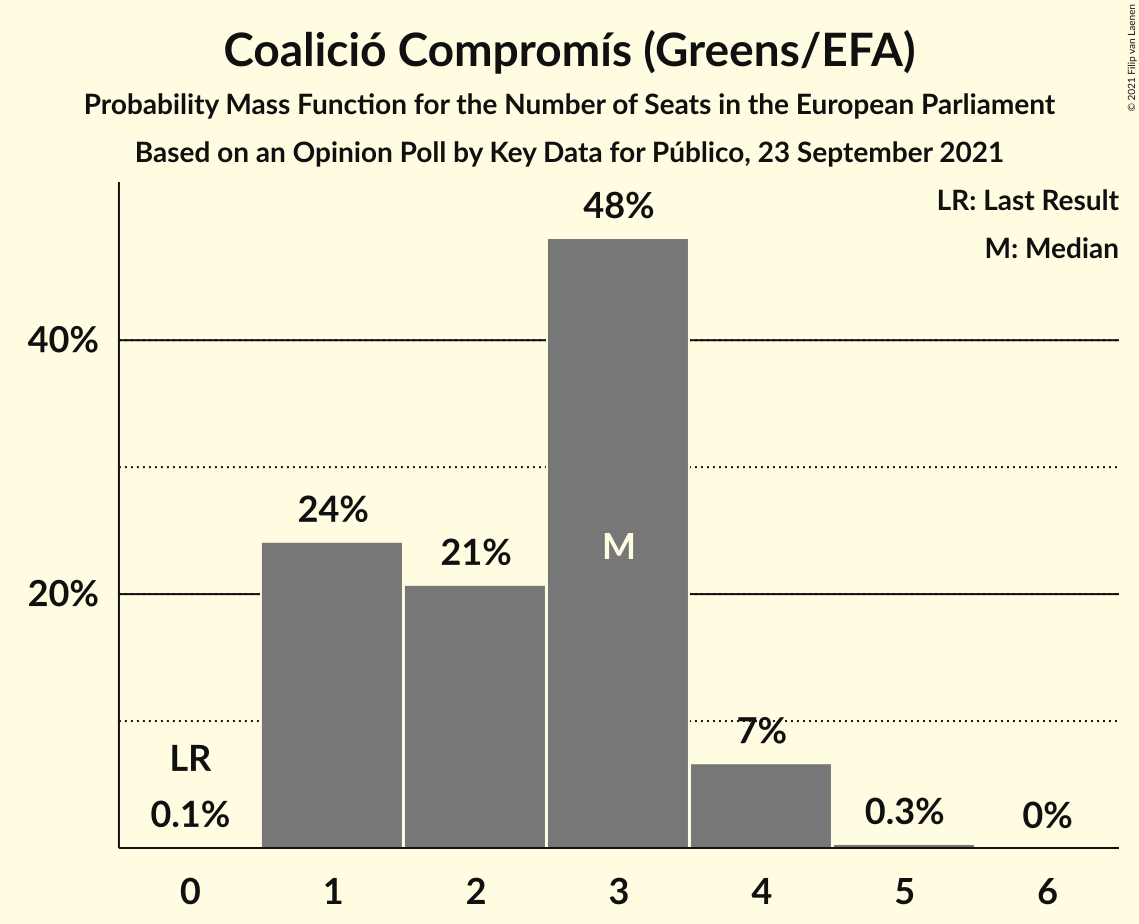 Coalició Compromís (Greens/EFA)
Probability Mass Function for the Number of Seats in the European Parliament
Based on an Opinion Poll by Key Data for Público, 23 September 2021
© 2021 Filip van Laenen
LR: Last Result
M: Median
48%
40%
24%
21%
M
20%
7%
LR
0.1%
0.3%
0%
0 1 2 3 4 5 6